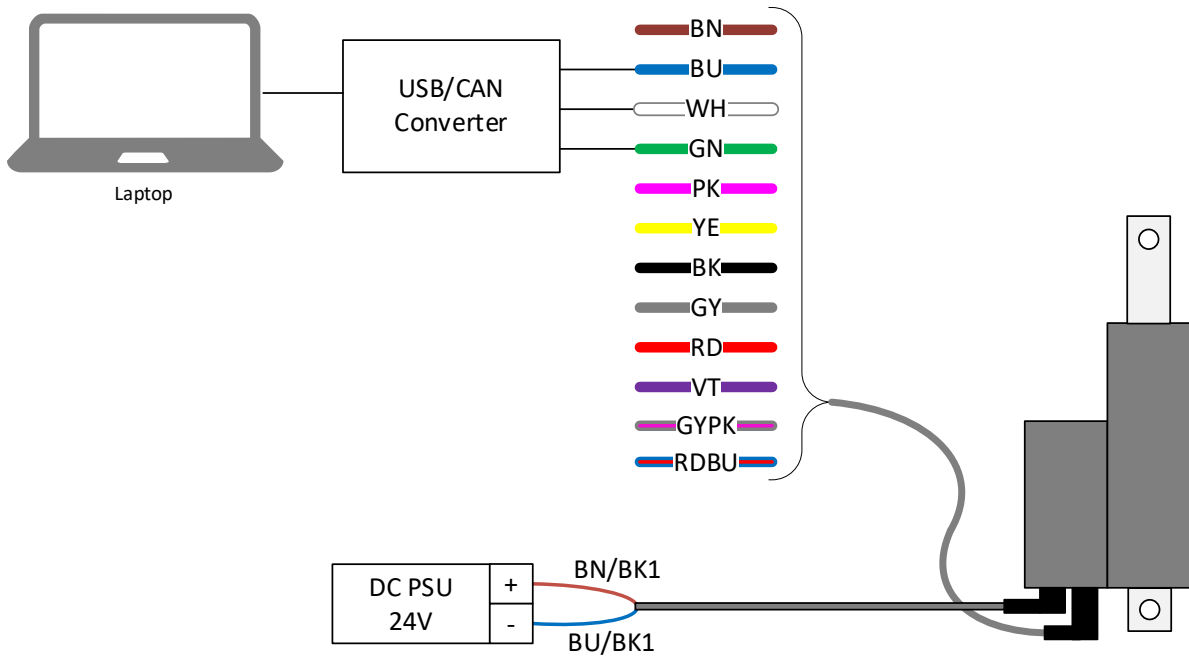 Laptop
USB/CAN
Converter
BN
BU
WH
GN
PK
YE
BK
GY
RD
VT
GYPK
RDBU
DC PSU
24V
+
-
BN/BK1
BU/BK1